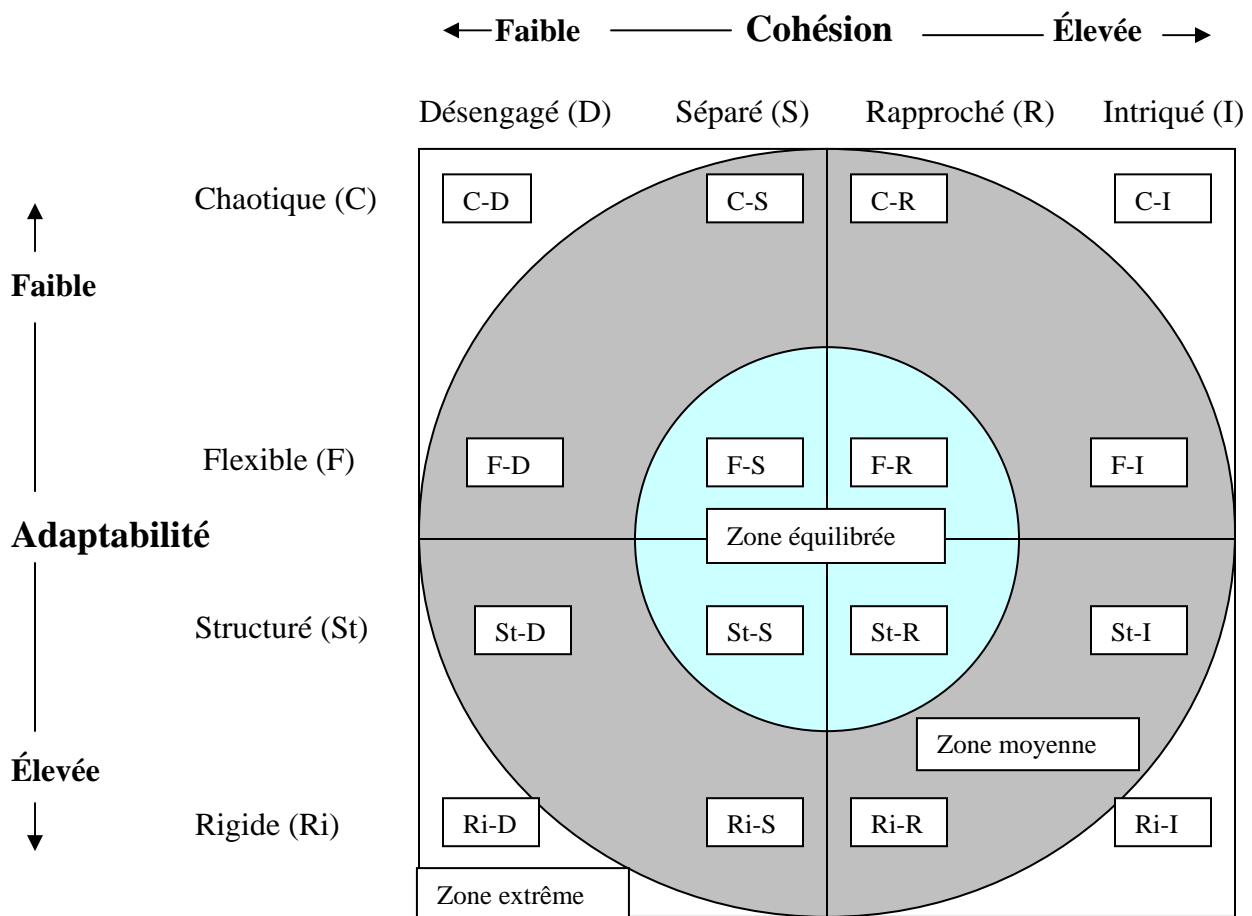 Faible Cohésion Élevée
Désengagé (D) Séparé (S) Rapproché (R) Intriqué (I)
Chaotique (C) C-D C-S C-R C-I
Faible
Flexible (F) F-D F-S F-R F-I
Adaptabilité Zone équilibrée
Structuré (St) St-D St-S St-R St-I
Zone moyenne
Élevée
Rigide (Ri) Ri-D Ri-S Ri-R Ri-I
Zone extrême